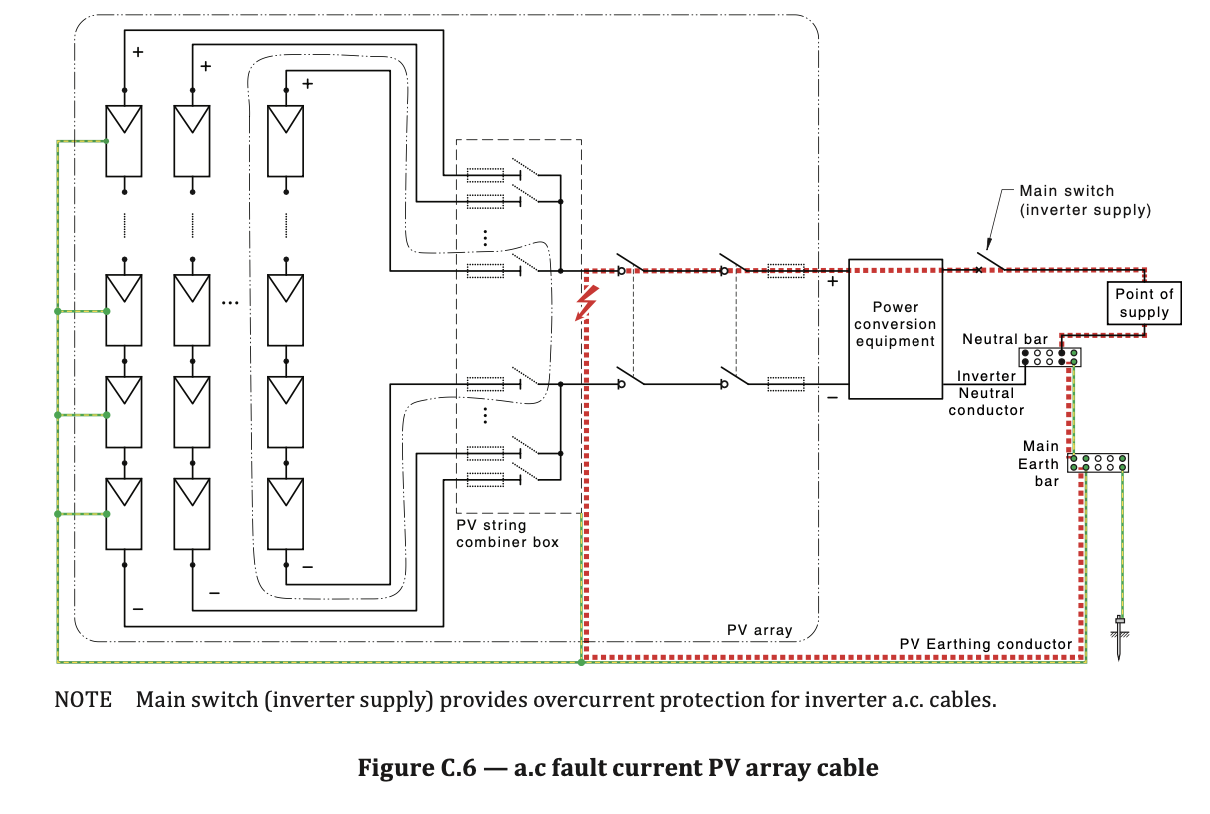 +
+
+
Main switch
(inverter supply)
+
Point of
supply
Power
conversion
equipment
Neutral bar
Inverter
Neutral
conductor
−
Main
Earth
bar
PV string
combiner box
−
−
−
PV array
PV Earthing conductor
NOTE Main switch (inverter supply) provides overcurrent protection for inverter a.c. cables.
Figure C.6 — a.c fault current PV array cable